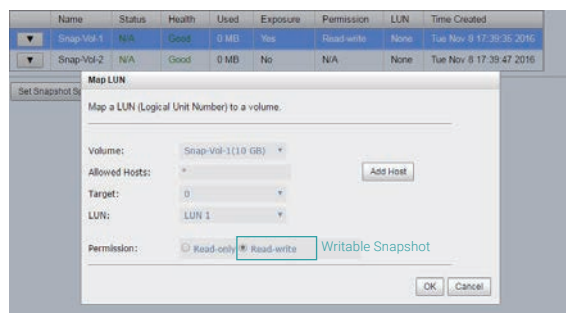 Name Status Health Used Exposure Permission LUN Time Created
▼ Snap-Vol-1 N/A Good 0 MB Yes Read-write None Tue Nov 8 17:39:35 2016
▼ Snap-Vol-2 N/A Good 0 MB No N/A None Tue Nov 8 17:39:47 2016
Set Snapshot
Map LUN
Map a LUN (Logical Unit Number) to a volume.
Volume: Snap-Vol-1(10 GB)
Allowed Hosts: * Add Host
Target: 0
LUN: LUN 1
Permission: Read-only Read-write Writable Snapshot
OK Cancel